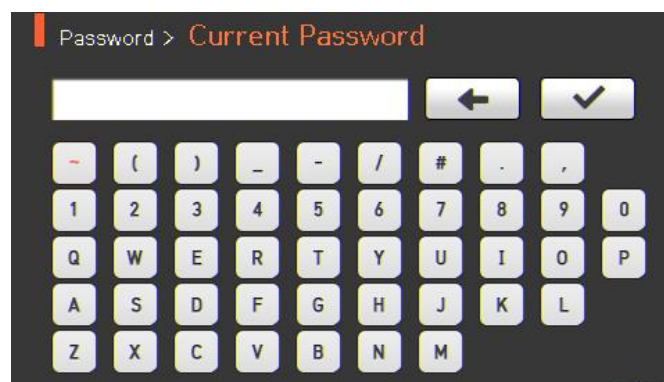 Password > Current Password
~ ( ) _ - / # . ,
1 2 3 4 5 6 7 8 9 0
Q W E R T Y U I O P
A S D F G H J K L
Z X C V B N M